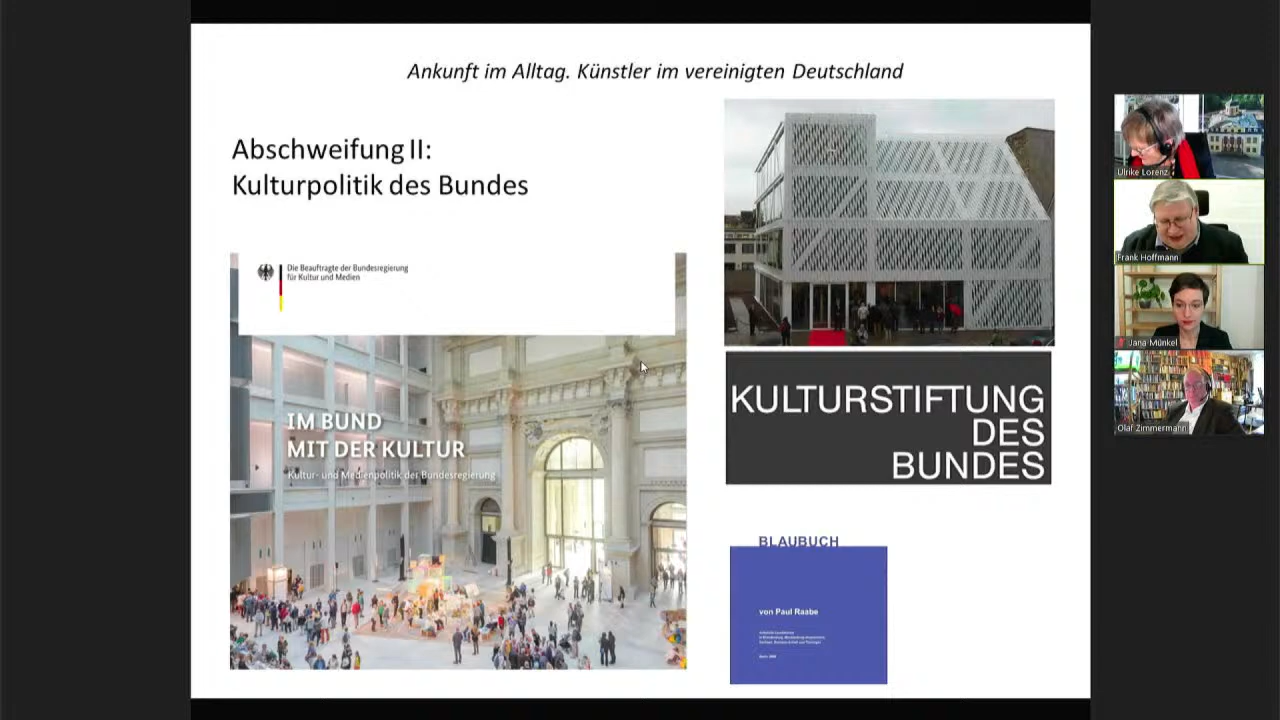 Ankunft im Alltag. Künstler im vereinigten Deutschland
Abschweifung II:
Kulturpolitik des Bundes
Die Beauftragte der Bundesregierung
für Kultur und Medien
IM BUND
MIT DER KULTUR
Kultur- und Medienpolitik der Bundesregierung
KULTURSTIFTUNG
DES
BUNDES
BLAUBUCH
von Paul Raabe
Ulrike Lorenz
Frank Hoffmann
Jana Münkel
Olaf Zimmermann